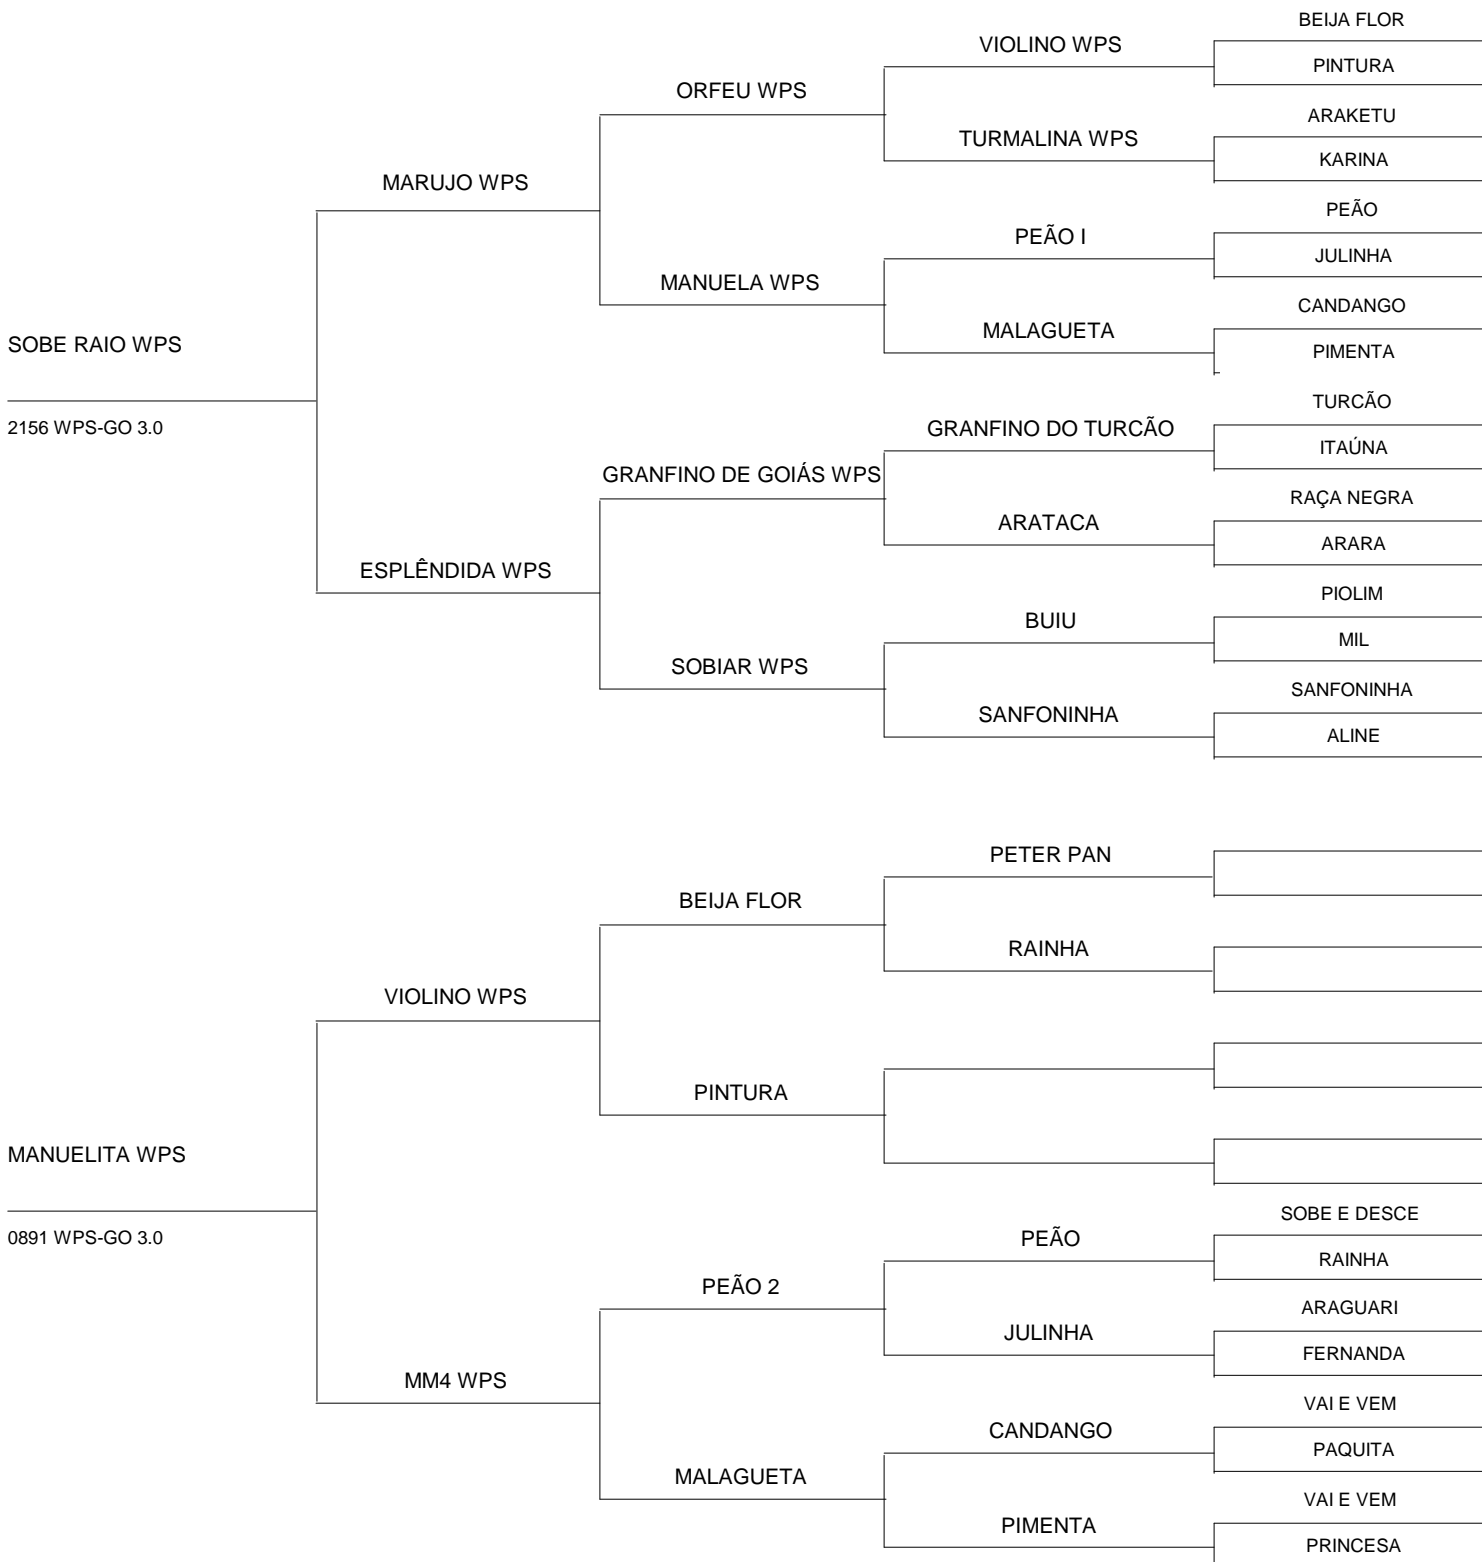 BEIJA FLOR
VIOLINO WPS
PINTURA
ORFEU WPS
ARAKETU
TURMALINA WPS
KARINA
MARUJO WPS
PEÃO
PEÃO I
JULINHA
MANUELA WPS
CANDANGO
MALAGUETA
PIMENTA
SOBE RAIO WPS
2156 WPS-GO 3.0
TURCÃO
GRANFINO DO TURCÃO
ITAÚNA
GRANFINO DE GOIÁS WPS
RAÇA NEGRA
ARATACA
ARARA
ESPLÊNDIDA WPS
PIOLIM
BUIU
MIL
SOBIAR WPS
SANFONINHA
SANFONINHA
ALINE
PETER PAN
BEIJA FLOR
RAINHA
VIOLINO WPS
PINTURA
MANUELITA WPS
0891 WPS-GO 3.0
SOBE E DESCE
PEÃO
RAINHA
PEÃO 2
ARAGUARI
JULINHA
FERNANDA
MM4 WPS
VAI E VEM
CANDANGO
PAQUITA
MALAGUETA
VAI E VEM
PIMENTA
PRINCESA